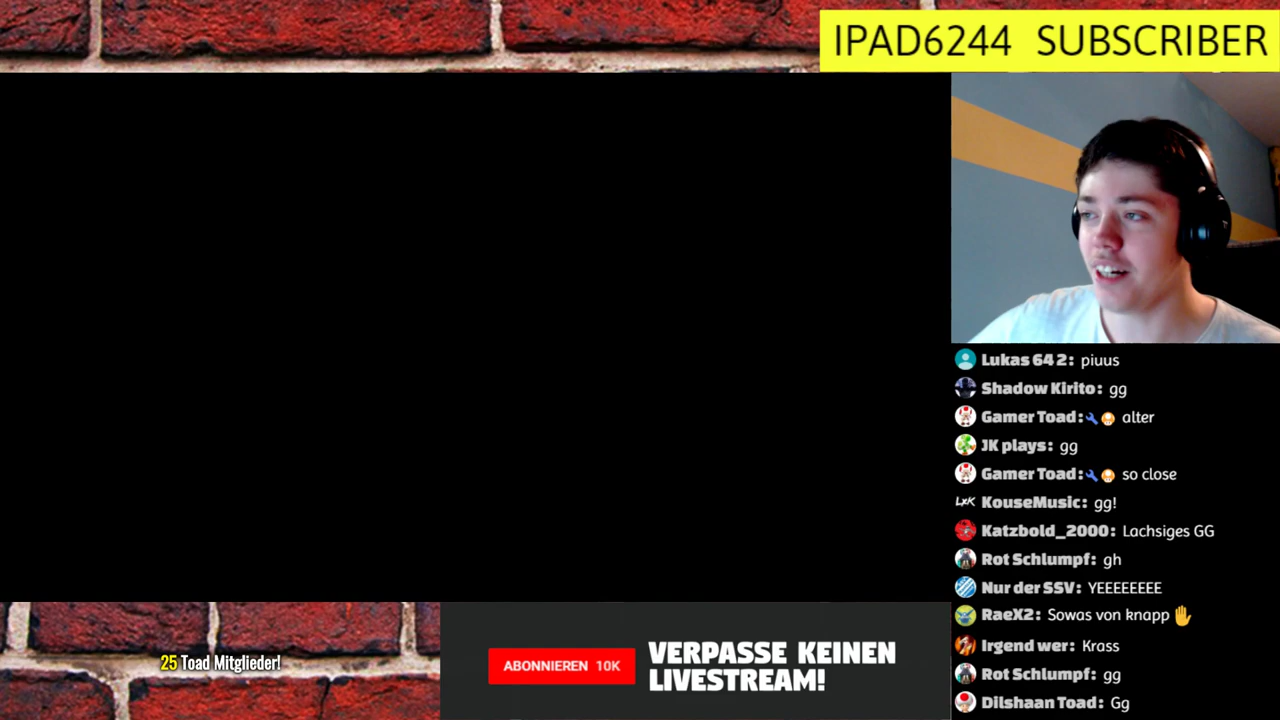 IPAD6244 SUBSCRIBER
Lukas 64 2: piuus
Shadow Kirito: gg
Gamer Toad: alter
JK plays: gg
Gamer Toad: so close
LxK KouseMusic: gg!
Katzbold_2000: Lachsiges GG
Rot Schlumpf: gh
Nur der SSV: YEEEEEEEE
RaeX2: Sowas von knapp
Irgend wer: Krass
Rot Schlumpf: gg
Dilshaan Toad: Gg
25 Toad Mitglieder!
ABONNIEREN 10K
VERPASSE KEINEN
LIVESTREAM!